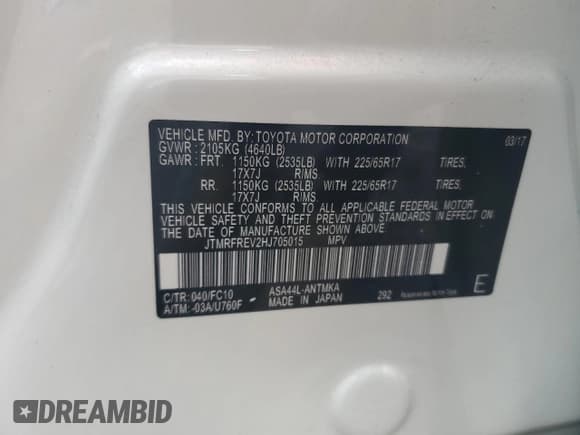 VEHICLE MFD. BY: TOYOTA MOTOR CORPORATION 03/17
GVWR : 2105KG (4640LB)
GAWR : FRT. 1150KG (2535LB) WITH 225/65R17 TIRES,
17X7J RIMS.
RR. 1150KG (2535LB) WITH 225/65R17 TIRES,
17X7J RIMS.
THIS VEHICLE CONFORMS TO ALL APPLICABLE FEDERAL MOTOR
VEHICLE SAFETY AND THEFT PREVENTION STANDARDS IN EFFECT ON
THE DATE OF MANUFACTURE SHOWN ABOVE.
JTMRFREV2HJ705015 MPV
C/TR: 040/FC10 ASA44L-ANTMKA 292 E
A/TM: -03A/U760F MADE IN JAPAN
DREAMBID